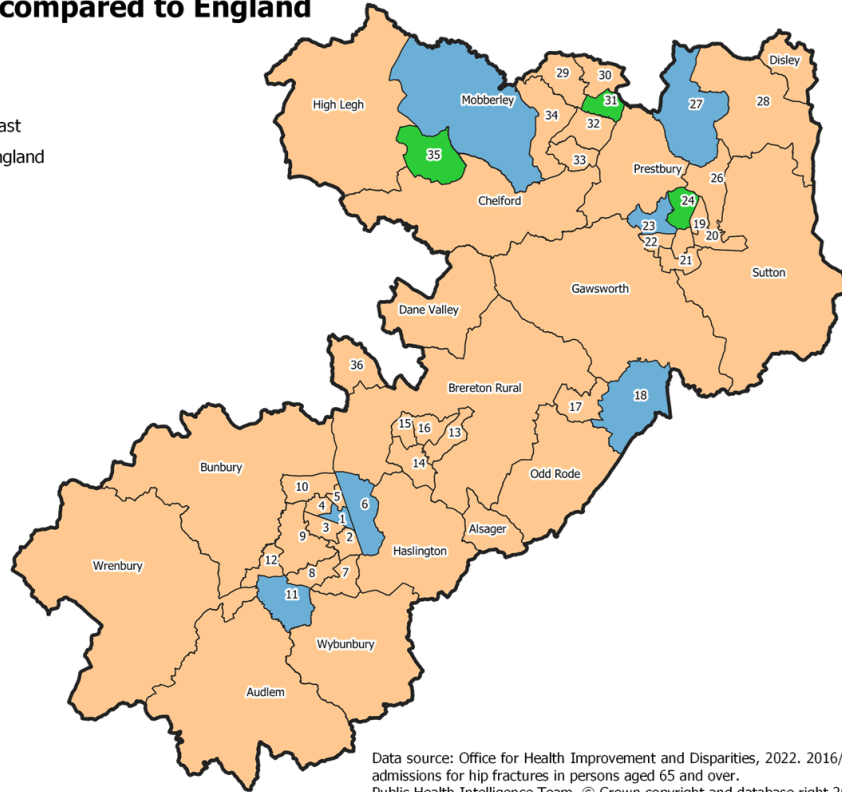 compared to England
Disley
29
30
High Legh
Mobberley
31
27
28
34
32
35
33
Prestbury
26
Chelford
24
23
19
20
22
21
Sutton
Gawsworth
Dane Valley
36
Brereton Rural
18
17
15
16
13
14
Bunbury
Odd Rode
10
5
6
4
1
3
9
2
Alsager
Haslington
12
Wrenbury
8
7
11
Wybunbury
Audlem
Data source: Office for Health Improvement and Disparities, 2022. 2016/
admissions for hip fractures in persons aged 65 and over.
Public Health Intelligence Team. © Crown copyright and database right